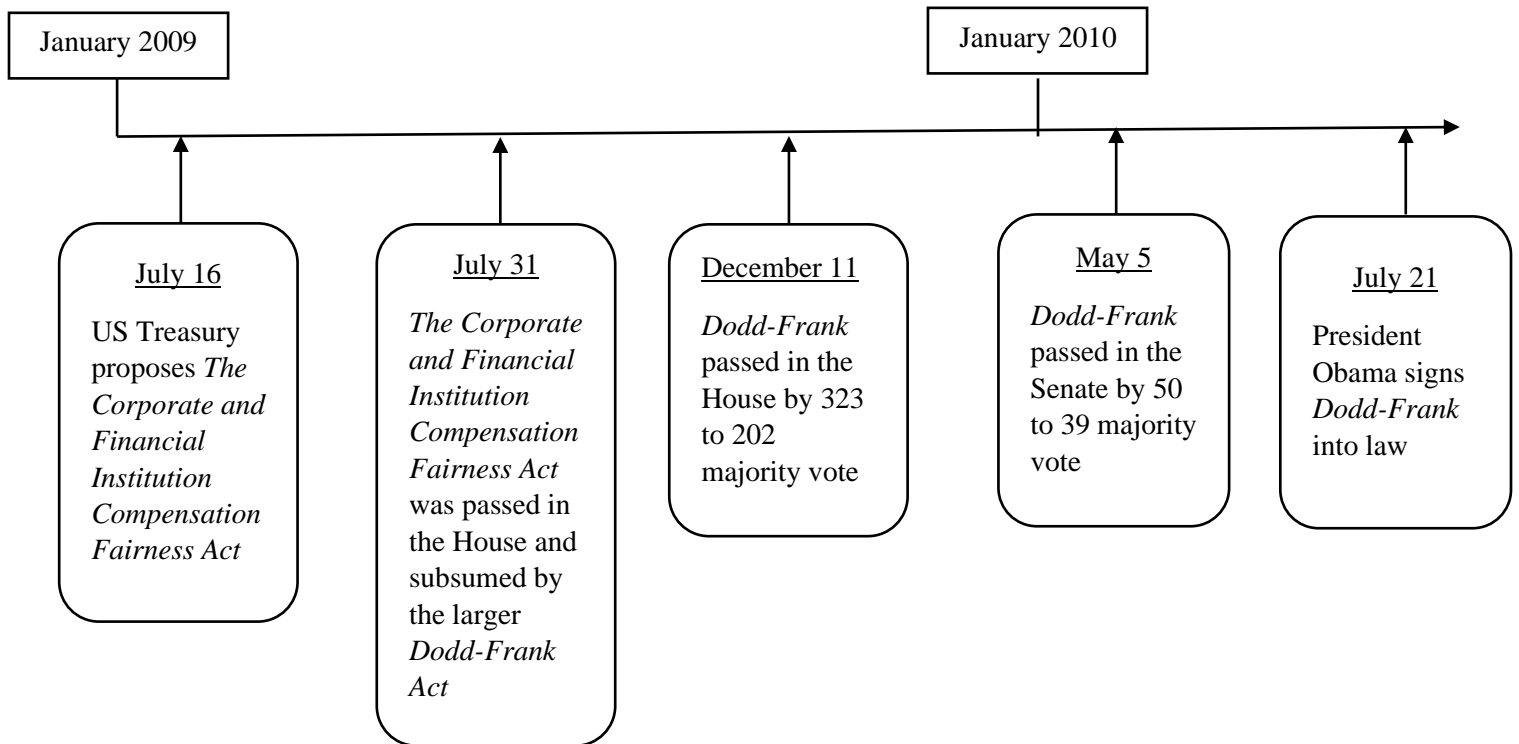 January 2009
January 2010
July 16
US Treasury
proposes The
Corporate and
Financial
Institution
Compensation
Fairness Act
July 31
The Corporate
and Financial
Institution
Compensation
Fairness Act
was passed in
the House and
subsumed by
the larger
Dodd-Frank
Act
December 11
Dodd-Frank
passed in the
House by 323
to 202
majority vote
May 5
Dodd-Frank
passed in the
Senate by 50
to 39 majority
vote
July 21
President
Obama signs
Dodd-Frank
into law